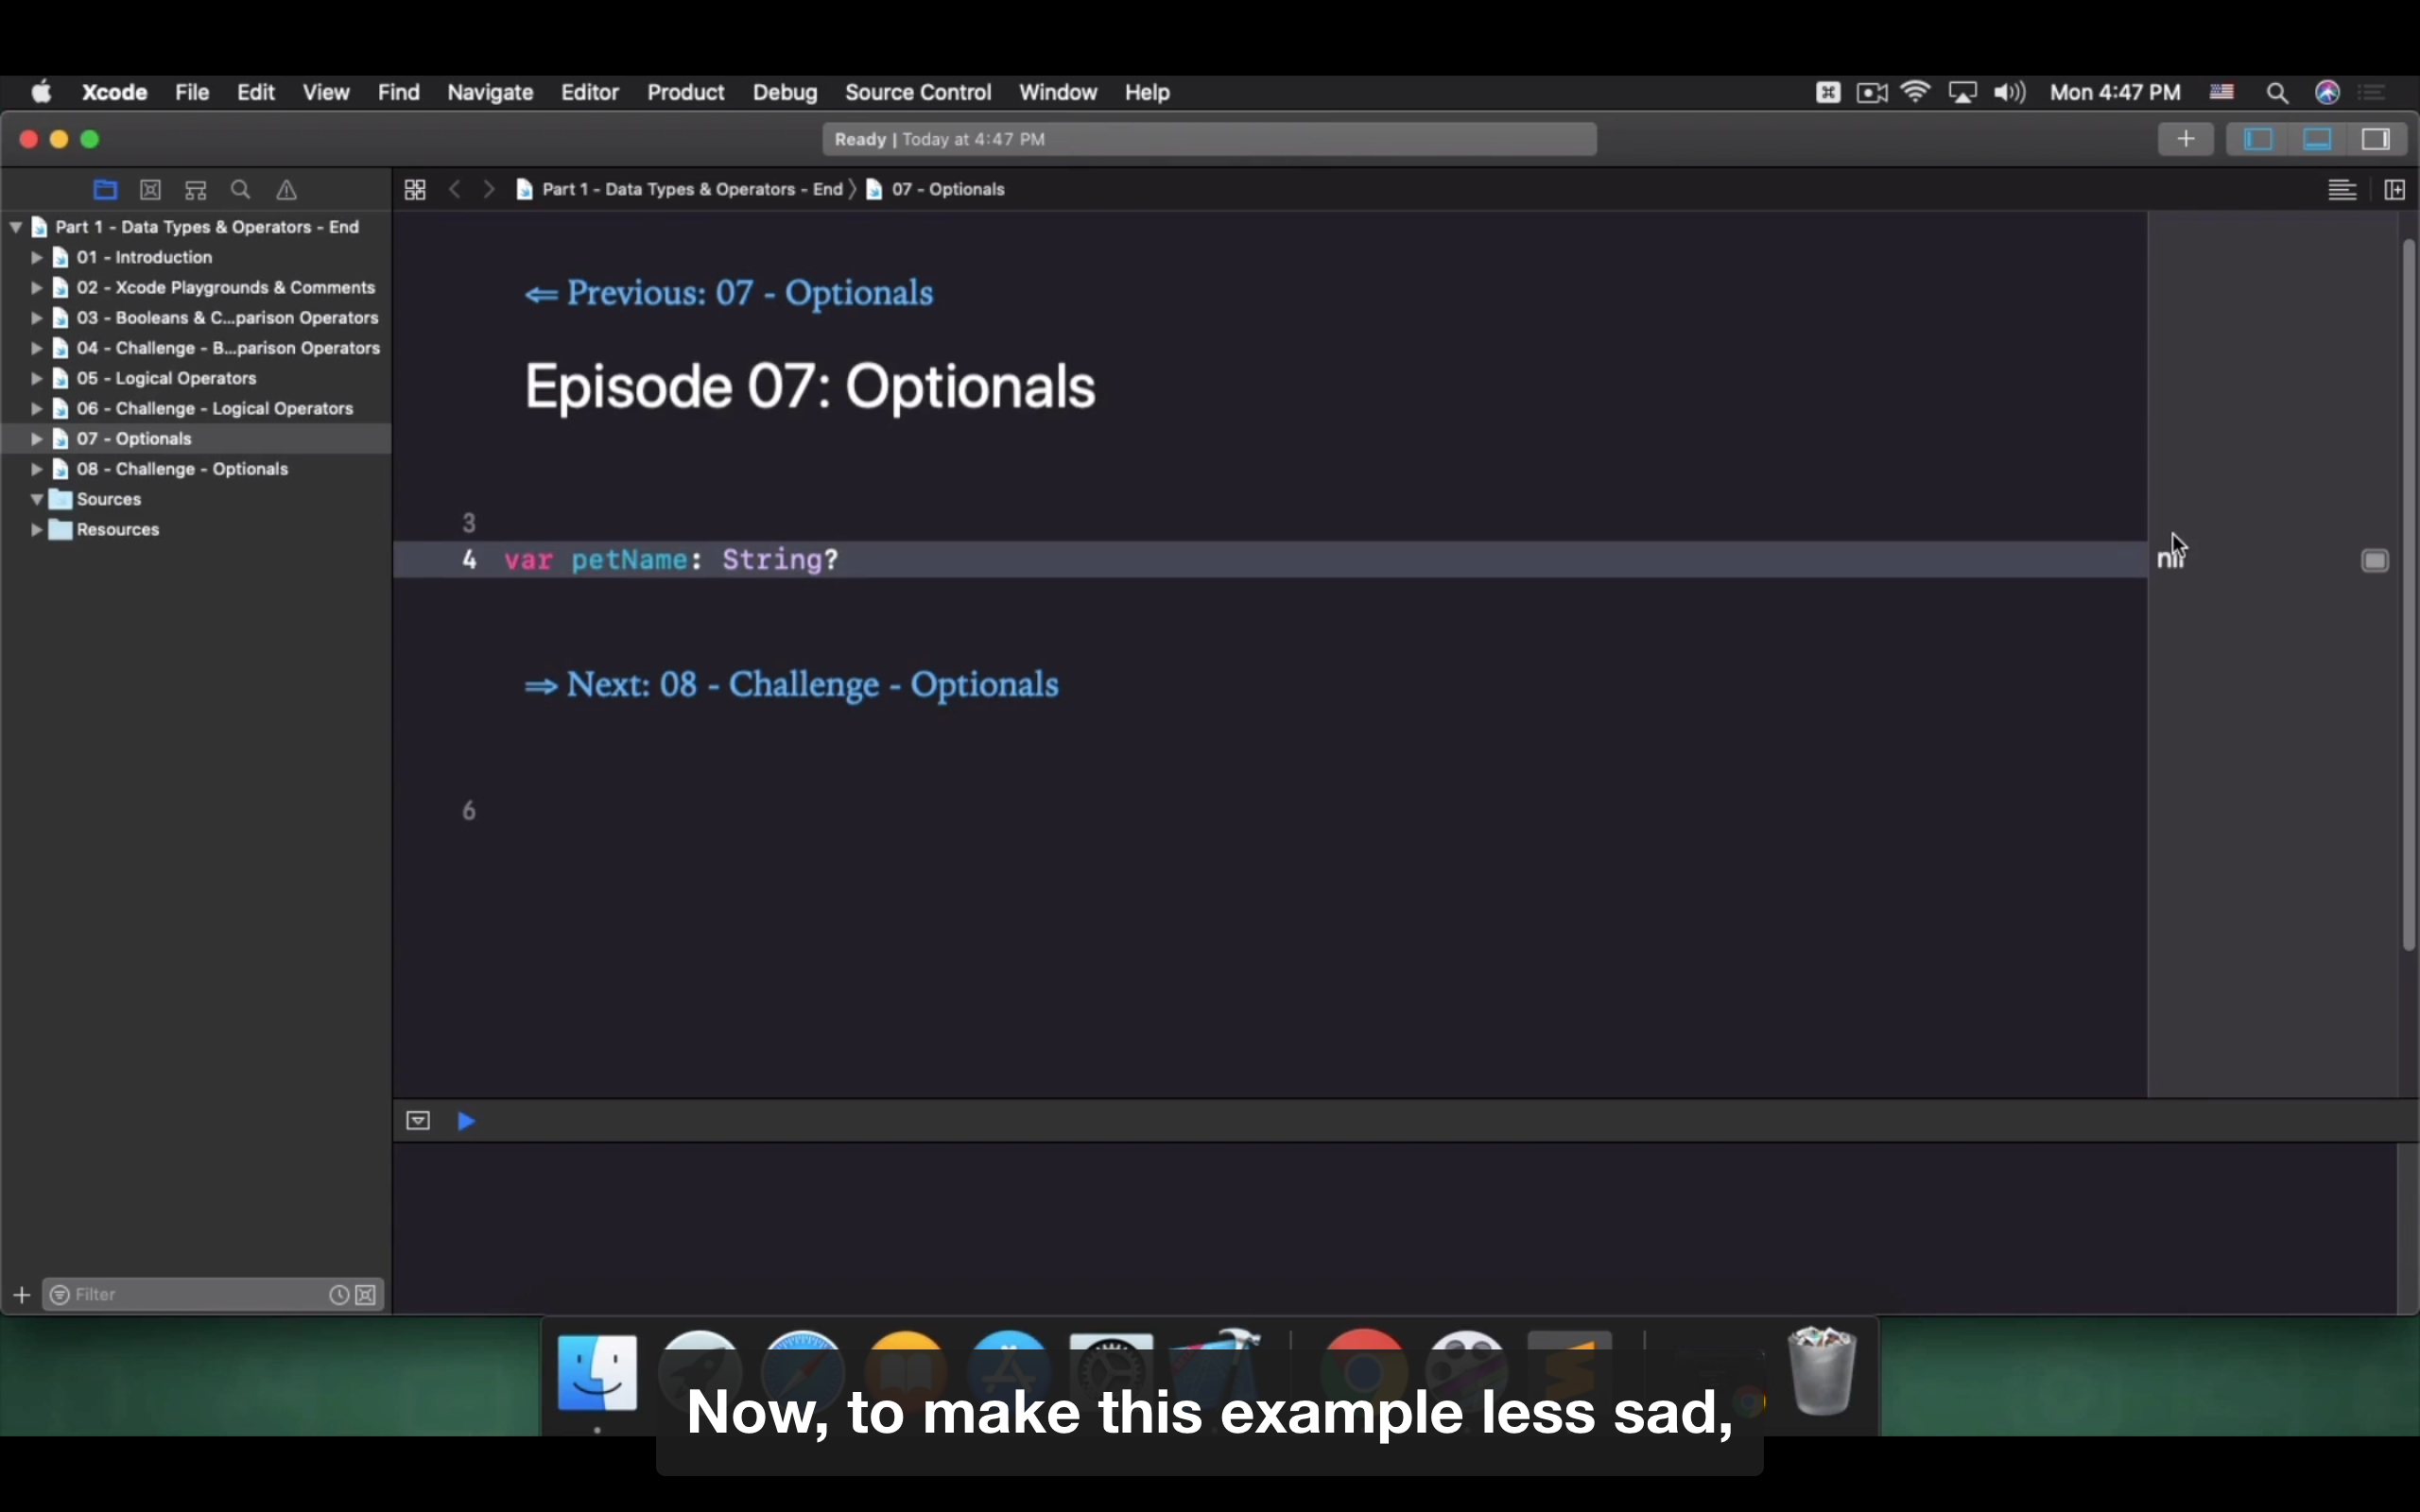 Xcode File Edit View Find Navigate Editor Product Debug Source Control Window Help Mon 4:47 PM
Ready | Today at 4:47 PM
Part 1 - Data Types & Operators - End 07 - Optionals
Part 1 - Data Types & Operators - End
01 - Introduction
02 - Xcode Playgrounds & Comments
03 - Booleans & C...parison Operators
04 - Challenge - B...parison Operators
05 - Logical Operators
06 - Challenge - Logical Operators
07 - Optionals
08 - Challenge - Optionals
Sources
Resources
⇐ Previous: 07 - Optionals
Episode 07: Optionals
3
4 var petName: String? nil
⇒ Next: 08 - Challenge - Optionals
6
Filter
Now, to make this example less sad,